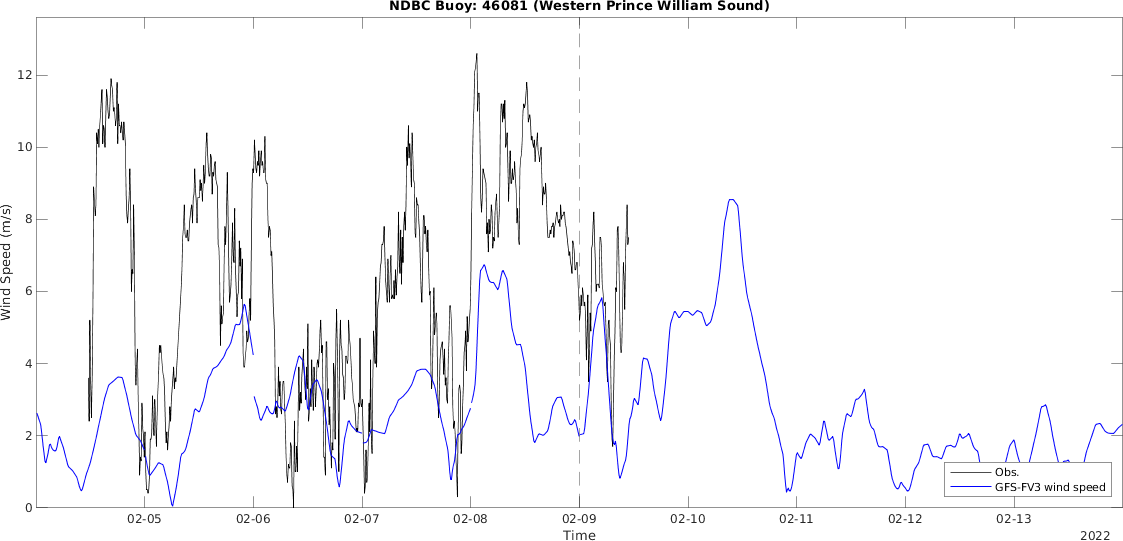 NDBC Buoy: 46081 (Western Prince William Sound)
12
10
8
6
4
2
0
Wind Speed (m/s)
Obs.
GFS-FV3 wind speed
02-05 02-06 02-07 02-08 02-09 02-10 02-11 02-12 02-13
Time
2022